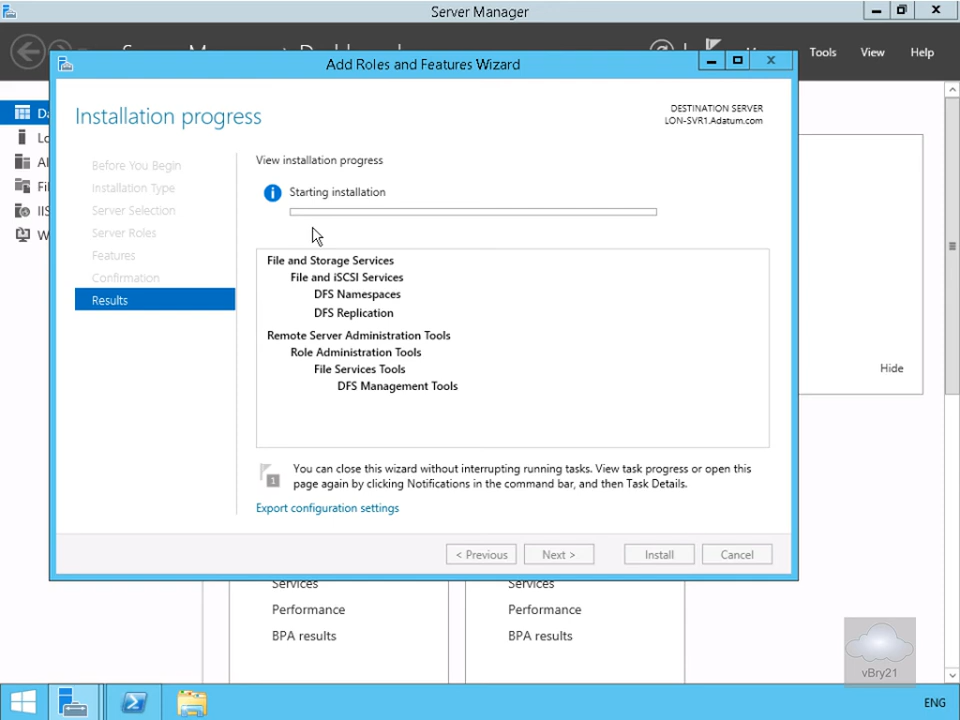 Server Manager
Tools View Help
Add Roles and Features Wizard
Installation progress
DESTINATION SERVER
LON-SVR1.Adatum.com
Before You Begin
Installation Type
Server Selection
Server Roles
Features
Confirmation
Results
View installation progress
Starting installation
File and Storage Services
File and iSCSI Services
DFS Namespaces
DFS Replication
Remote Server Administration Tools
Role Administration Tools
File Services Tools
DFS Management Tools
1
You can close this wizard without interrupting running tasks. View task progress or open this
page again by clicking Notifications in the command bar, and then Task Details.
Export configuration settings
< Previous
Next >
Install
Cancel
Hide
Services
Performance
BPA results
Services
Performance
BPA results
vBry21
ENG